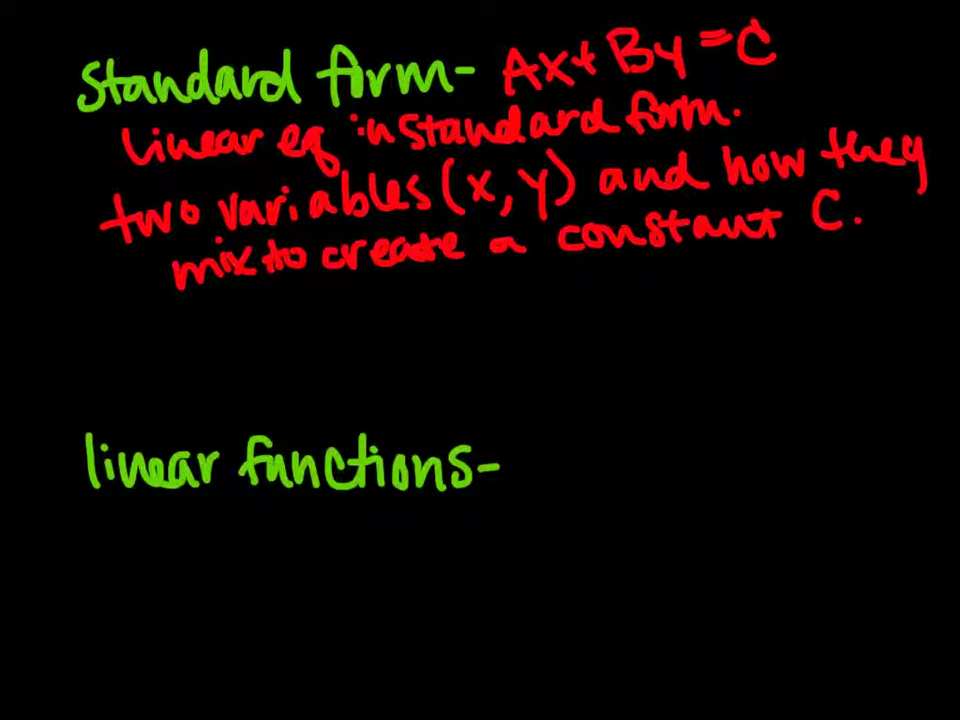 standard form- Ax + By = C
linear eq in standard form.
two variables (x, y) and how they
mix to create a constant C.
linear functions-